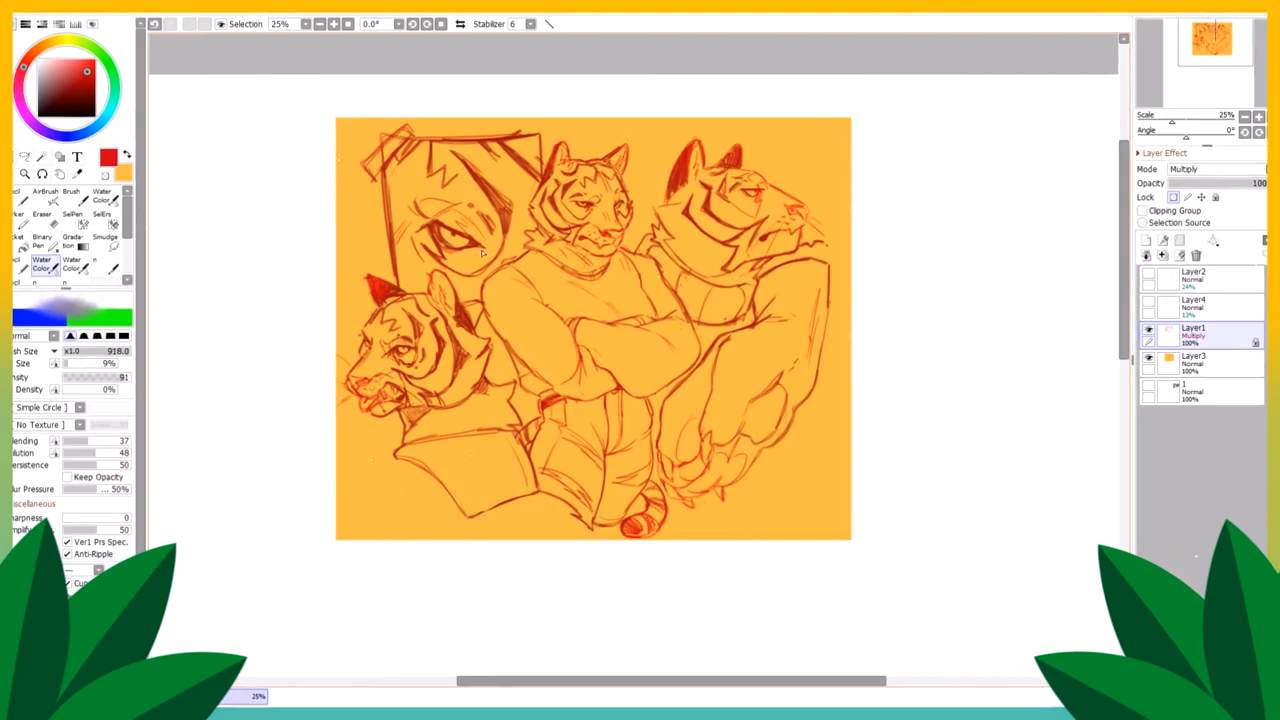 Selection 25% 0.0° Stabilizer 6
T
AirBrush Brush Water
Color
Eraser SelPen SelErs
Binary Grada- Smudge
Pen tion
Water Water
Color Color
x1.0 918.0
Size 9%
91
Density 0%
[ Simple Circle ]
[ No Texture ]
37
48
50
Keep Opacity
Pressure ... 50%
0
50
Ver1 Prs Spec.
Anti-Ripple
25%
Scale 25%
Angle 0°
Layer Effect
Mode Multiply
Opacity 100
Lock
Clipping Group
Selection Source
Layer2
Normal
24%
Layer4
Normal
13%
Layer1
Multiply
100%
Layer3
Normal
100%
1
Normal
100%